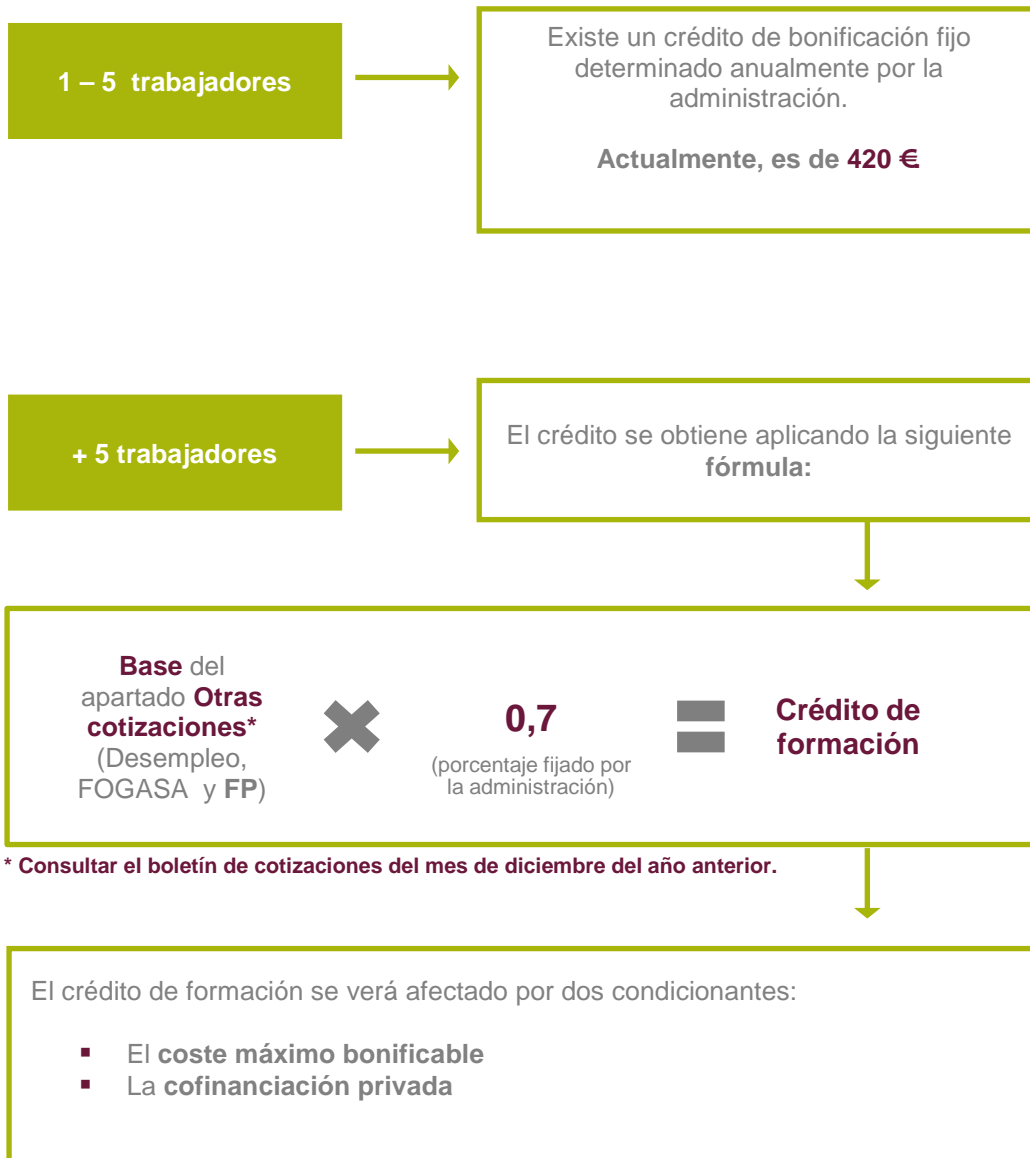 1 – 5 trabajadores
Existe un crédito de bonificación fijo
determinado anualmente por la
administración.
Actualmente, es de 420 €
+ 5 trabajadores
El crédito se obtiene aplicando la siguiente
fórmula:
Base del
apartado Otras
cotizaciones*
(Desempleo,
FOGASA y FP)
0,7
(porcentaje fijado por
la administración)
Crédito de
formación
* Consultar el boletín de cotizaciones del mes de diciembre del año anterior.
El crédito de formación se verá afectado por dos condicionantes:
▪ El coste máximo bonificable
▪ La cofinanciación privada